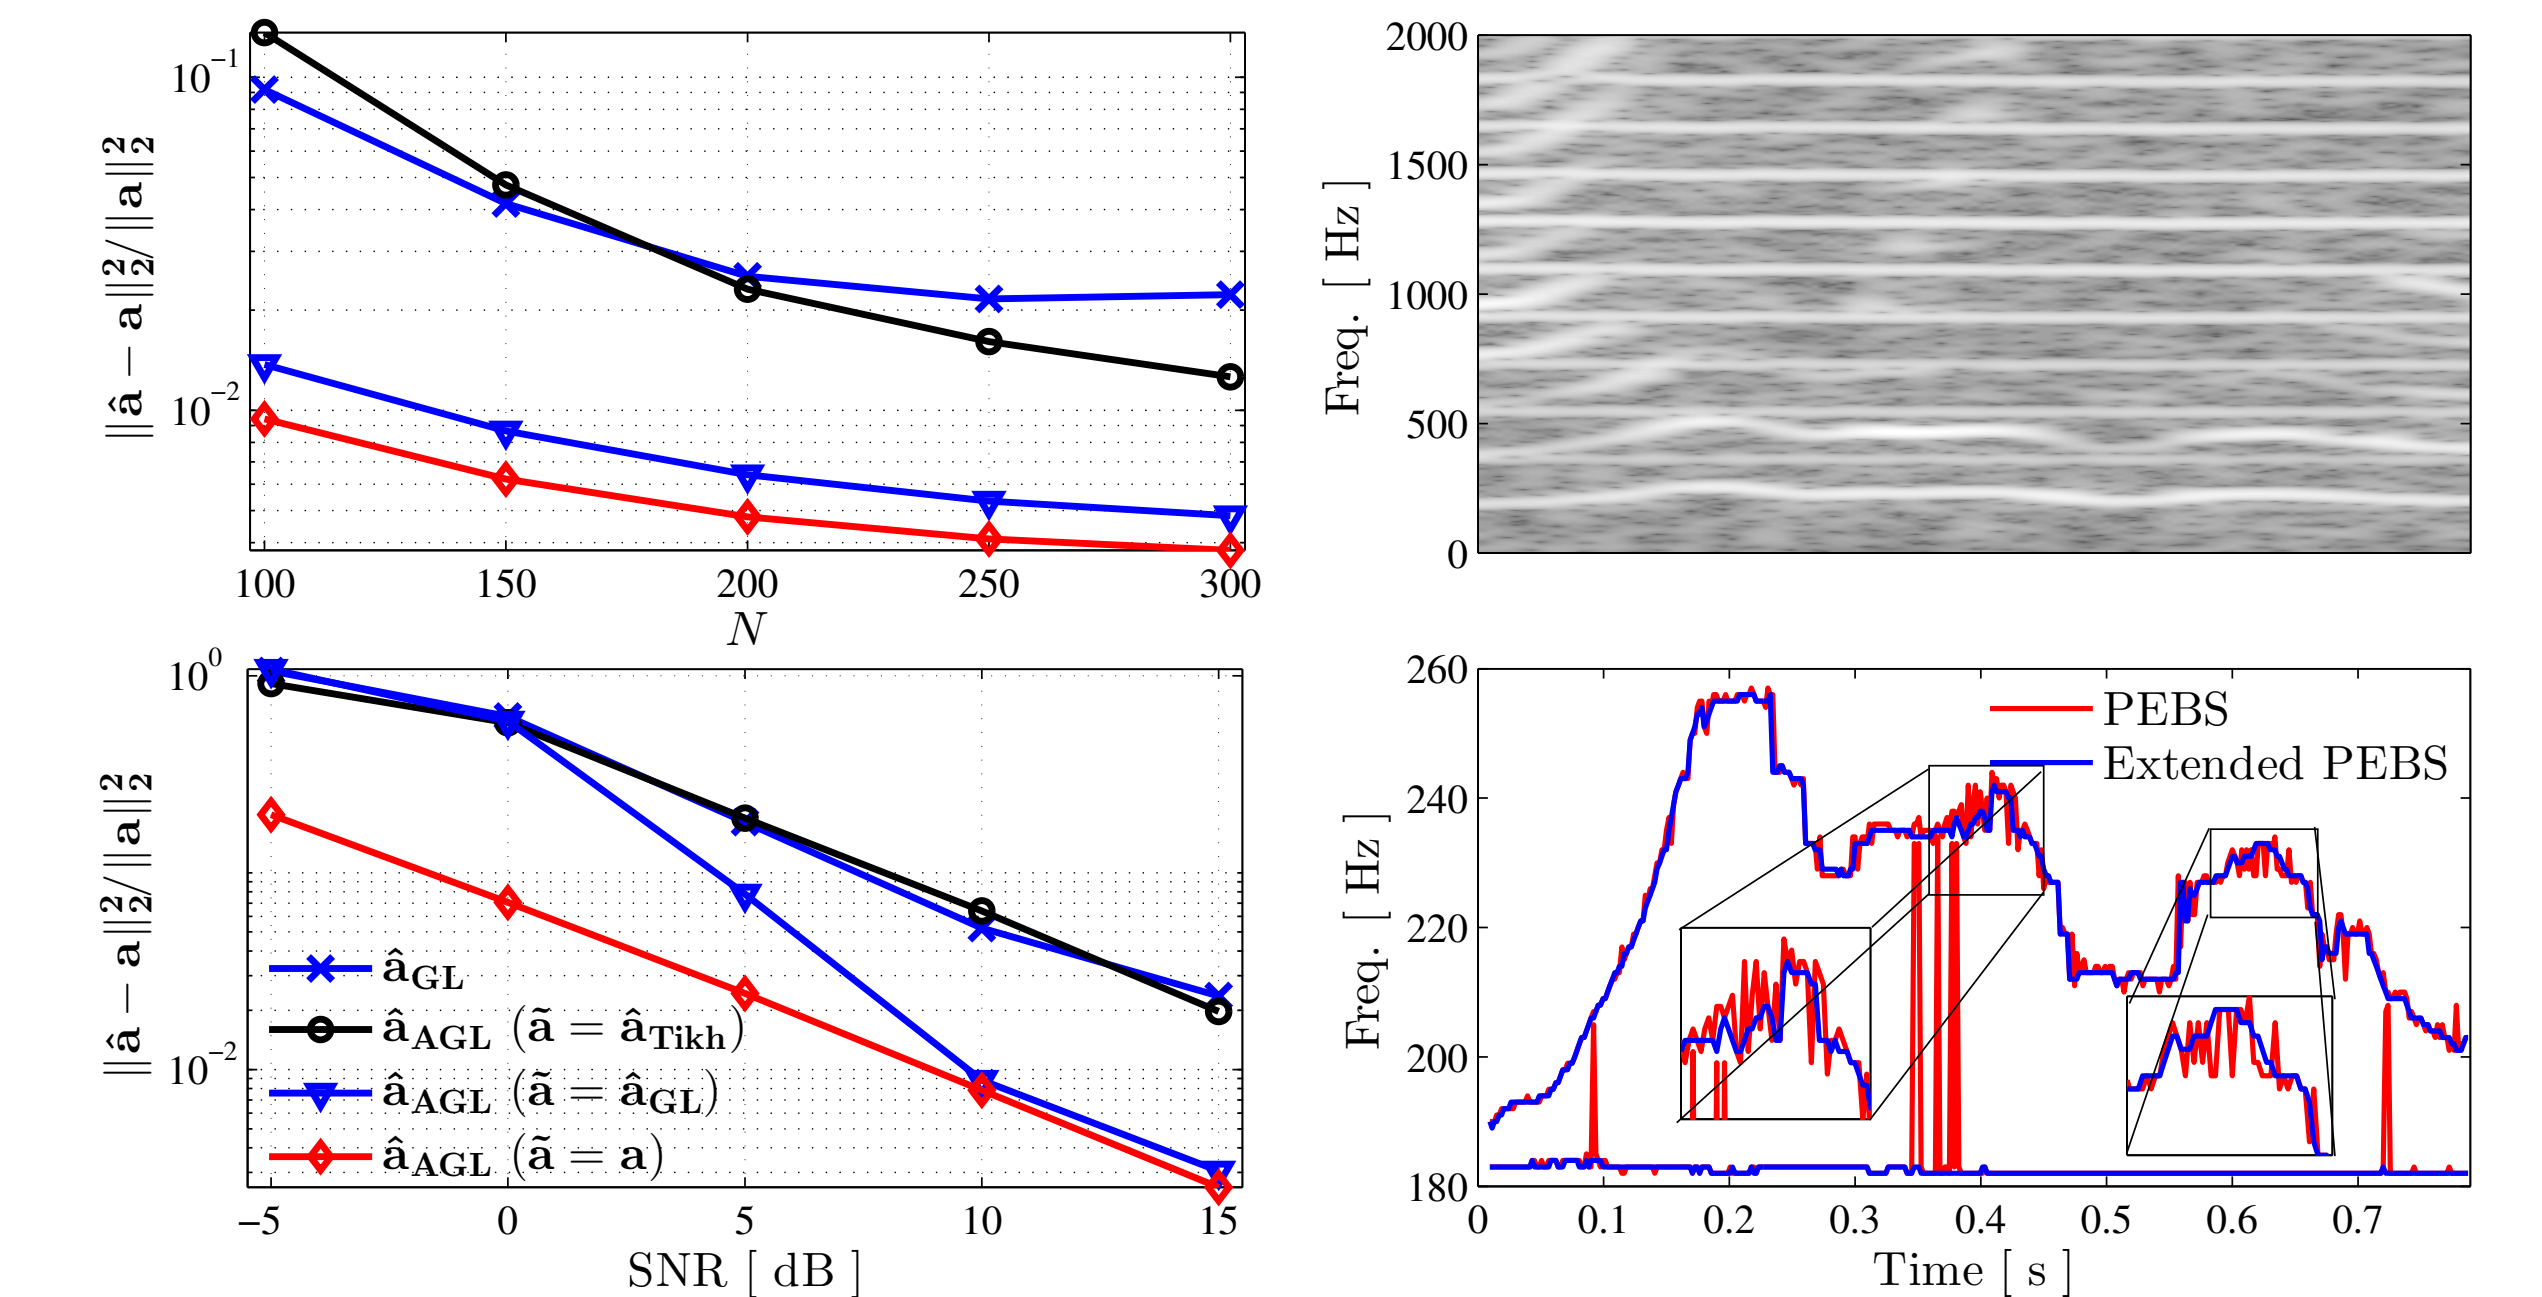 ‖â − a‖₂²/‖a‖₂²
10⁻¹
10⁻²
100 150 200 250 300
N
Freq. [ Hz ]
2000
1500
1000
500
0
‖â − a‖₂²/‖a‖₂²
10⁰
10⁻²
â_GL
â_AGL (ã = â_Tikh)
â_AGL (ã = â_GL)
â_AGL (ã = a)
−5 0 5 10 15
SNR [ dB ]
Freq. [ Hz ]
260
240
220
200
180
PEBS
Extended PEBS
0 0.1 0.2 0.3 0.4 0.5 0.6 0.7
Time [ s ]